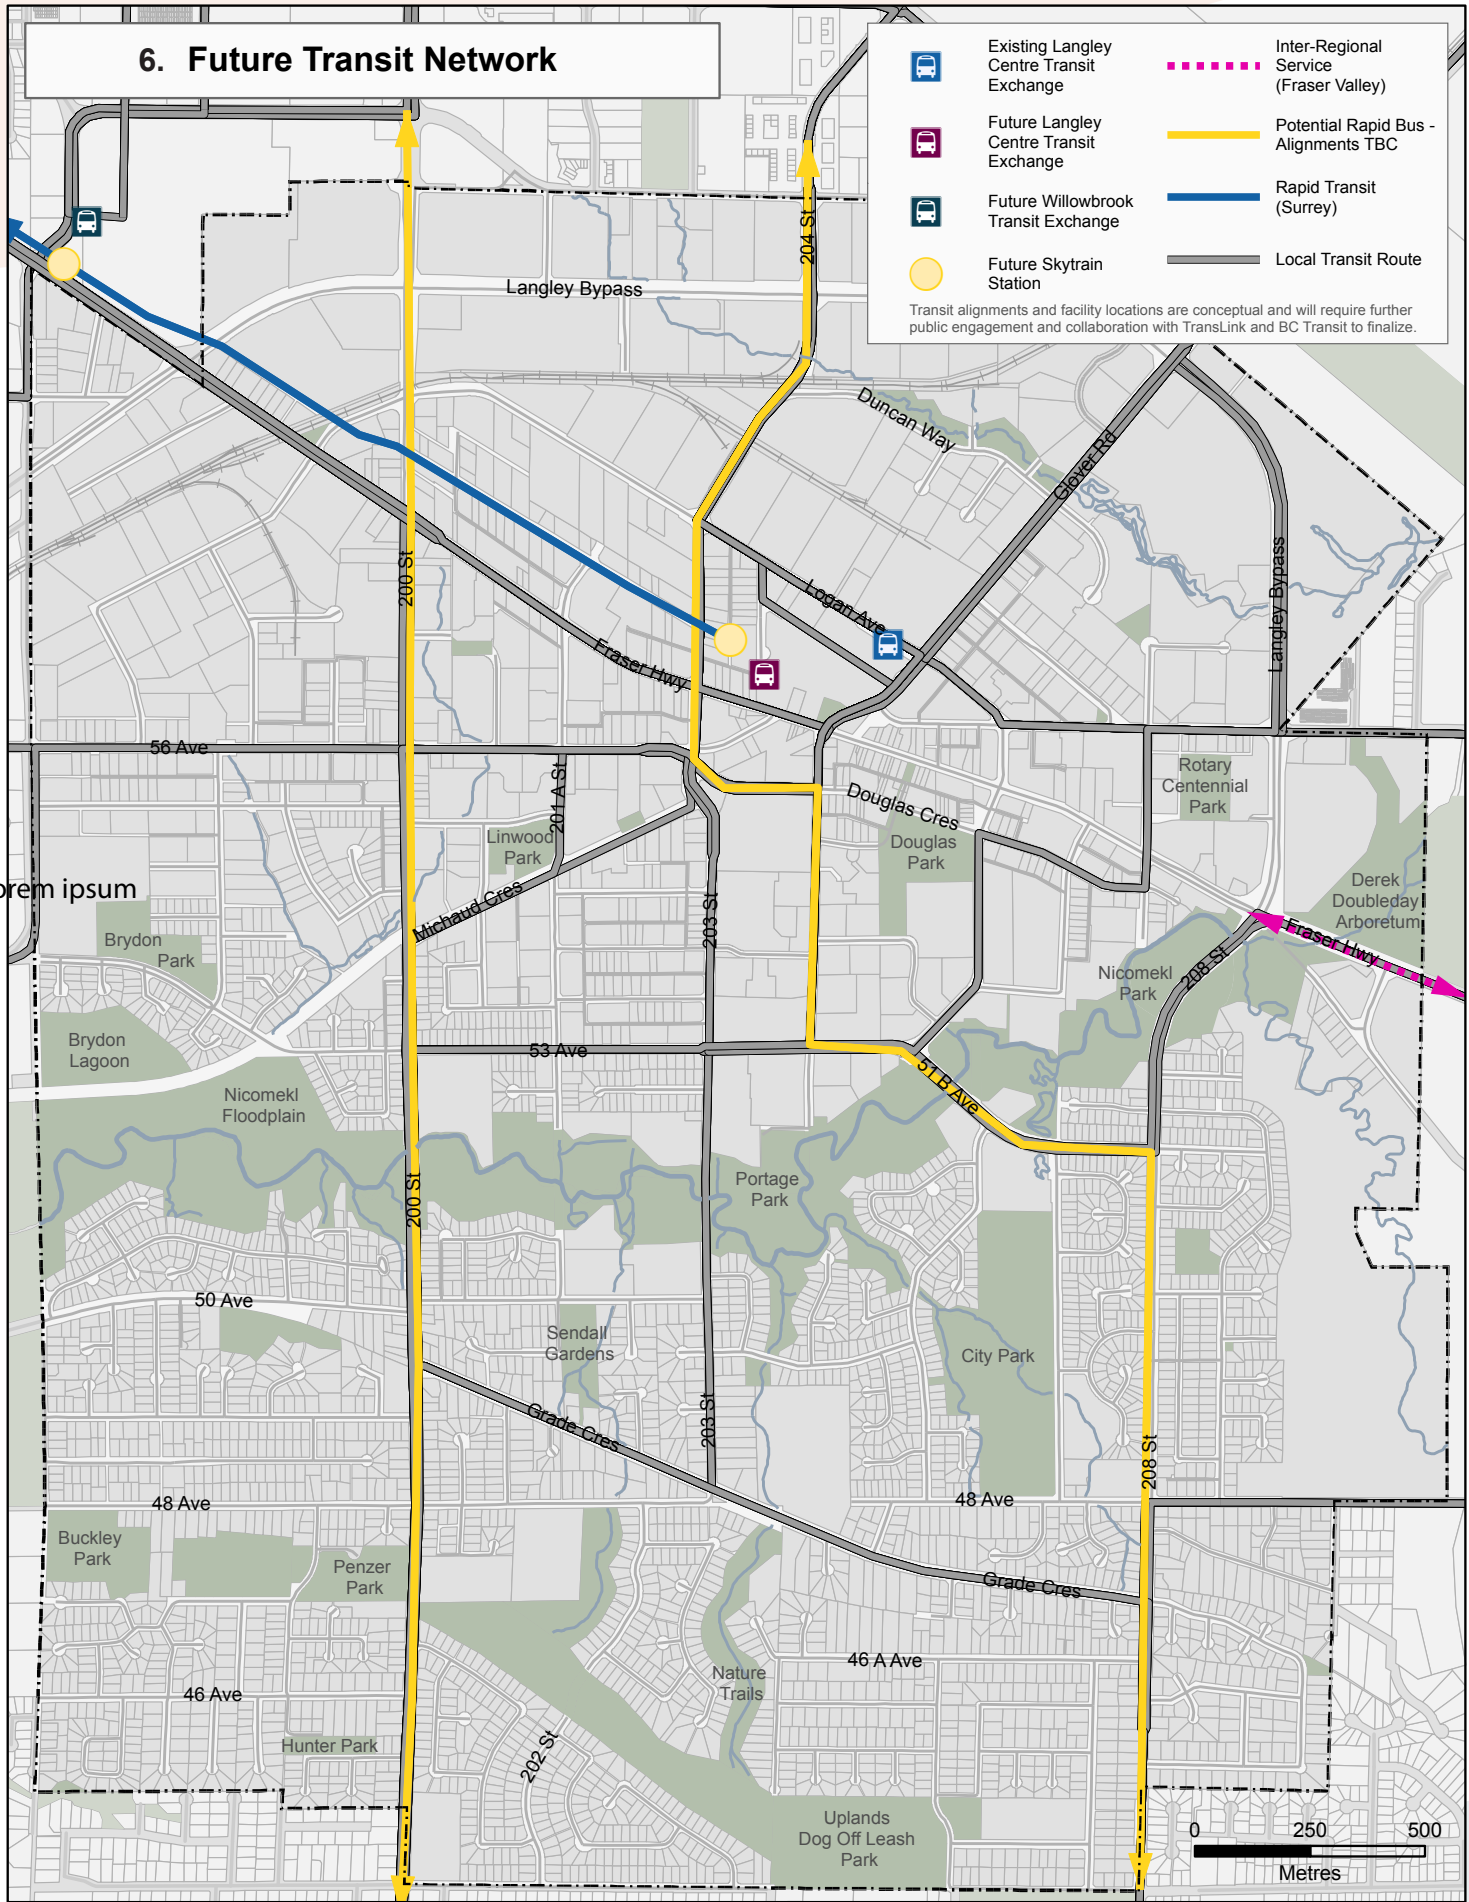 6. Future Transit Network
Existing Langley
Centre Transit
Exchange
Future Langley
Centre Transit
Exchange
Future Willowbrook
Transit Exchange
Future Skytrain
Station
Inter-Regional
Service
(Fraser Valley)
Potential Rapid Bus -
Alignments TBC
Rapid Transit
(Surrey)
Local Transit Route
Transit alignments and facility locations are conceptual and will require further
public engagement and collaboration with TransLink and BC Transit to finalize.
204 St
Langley Bypass
Duncan Way
Glover Rd
200 St
Langley Bypass
Logan Ave
Fraser Hwy
56 Ave
201 A St
Rotary
Centennial
Park
Douglas Cres
Linwood
Park
Douglas
Park
orem ipsum
Derek
Doubleday
Arboretum
Michaud Cres
203 St
Brydon
Park
Fraser Hwy
208 St
Nicomekl
Park
Brydon
Lagoon
53 Ave
51 B Ave
Nicomekl
Floodplain
200 St
Portage
Park
50 Ave
Sendall
Gardens
City Park
Grade Cres
203 St
208 St
48 Ave
48 Ave
Buckley
Park
Penzer
Park
Grade Cres
46 A Ave
Nature
Trails
46 Ave
Hunter Park
202 St
Uplands
Dog Off Leash
Park
0 250 500
Metres